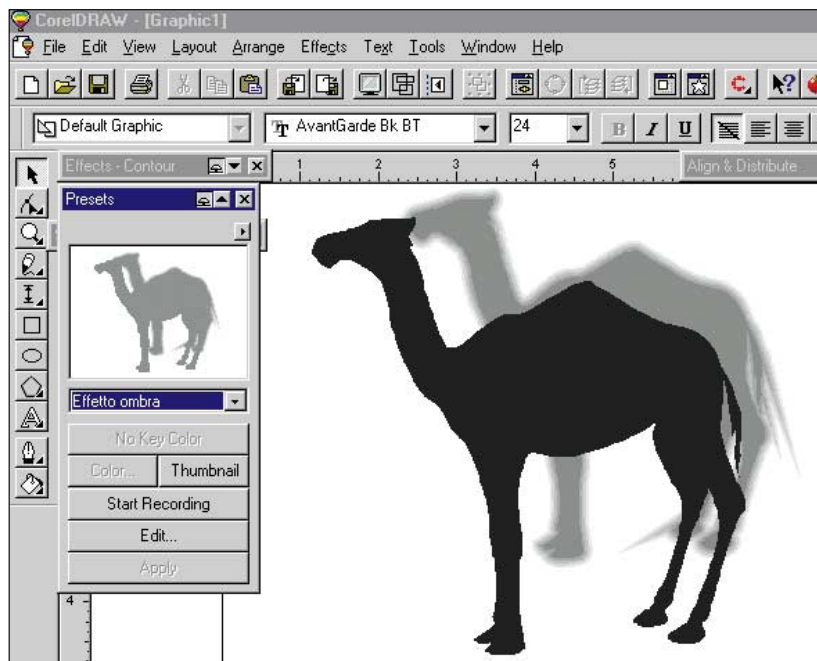 CorelDRAW - [Graphic1]
File Edit View Layout Arrange Effects Text Tools Window Help
Default Graphic
AvantGarde Bk BT
24
B I U
Effects - Contour
1 2 3 4 5
Align & Distribute
Presets
Effetto ombra
No Key Color
Color... Thumbnail
Start Recording
Edit...
Apply
4